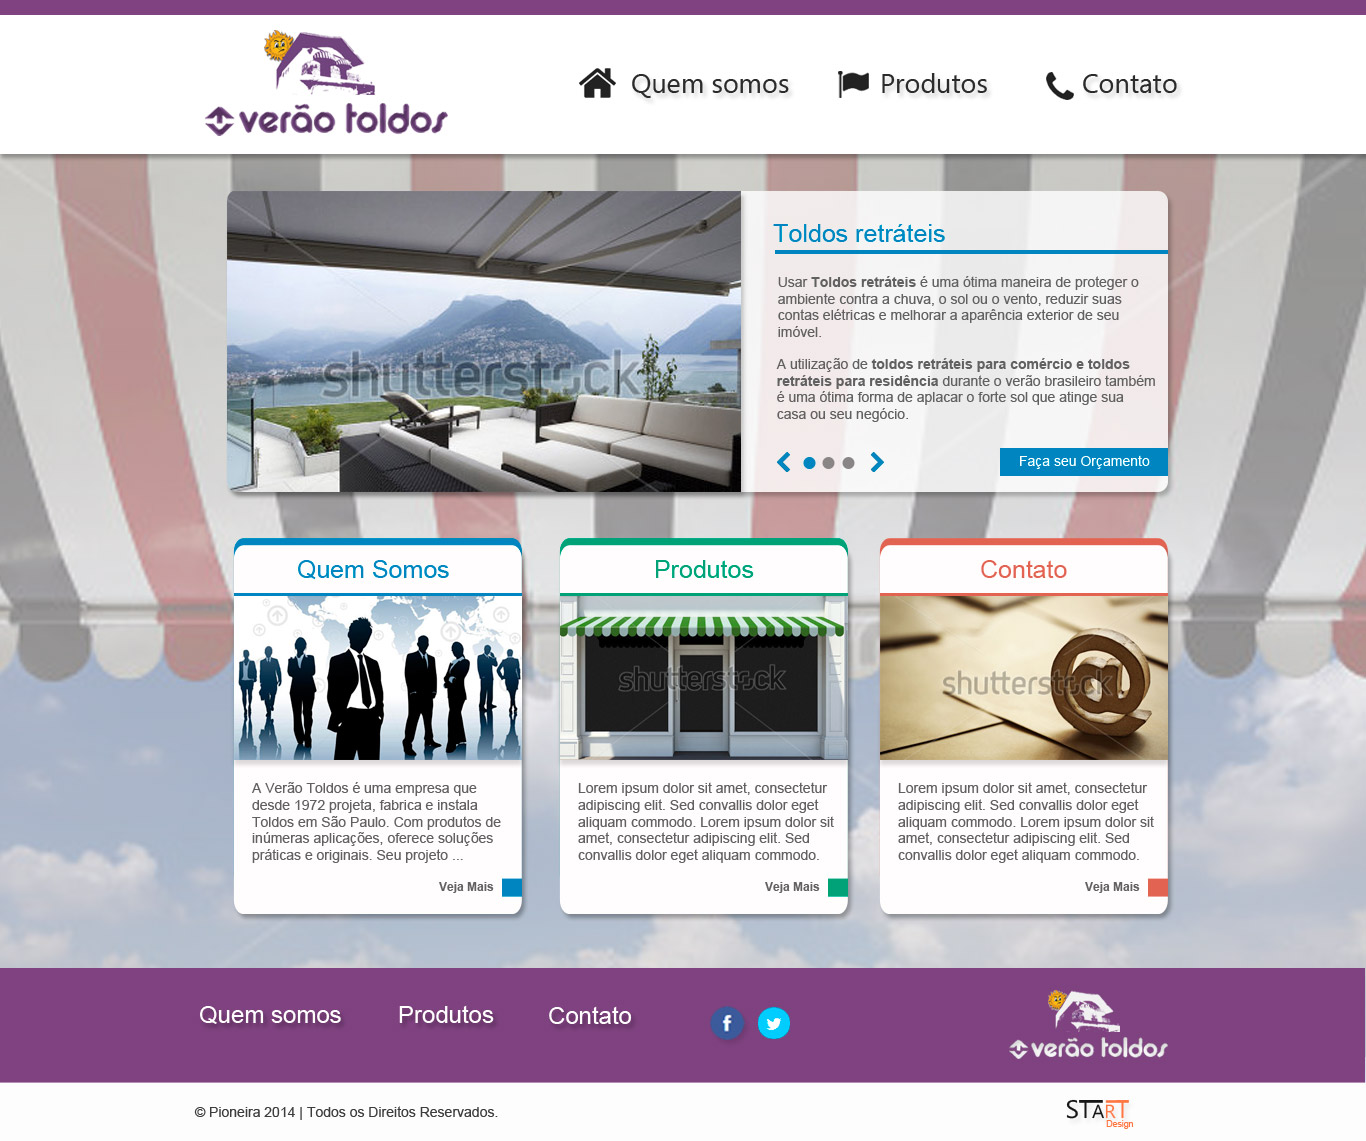 verão toldos
Quem somos
Produtos
Contato
Toldos retráteis
Usar Toldos retráteis é uma ótima maneira de proteger o
ambiente contra a chuva, o sol ou o vento, reduzir suas
contas elétricas e melhorar a aparência exterior de seu
imóvel.
A utilização de toldos retráteis para comércio e toldos
retráteis para residência durante o verão brasileiro também
é uma ótima forma de aplacar o forte sol que atinge sua
casa ou seu negócio.
Faça seu Orçamento
shutterstock
Quem Somos
A Verão Toldos é uma empresa que
desde 1972 projeta, fabrica e instala
Toldos em São Paulo. Com produtos de
inúmeras aplicações, oferece soluções
práticas e originais. Seu projeto ...
Veja Mais
Produtos
shutterstock
Lorem ipsum dolor sit amet, consectetur
adipiscing elit. Sed convallis dolor eget
aliquam commodo. Lorem ipsum dolor sit
amet, consectetur adipiscing elit. Sed
convallis dolor eget aliquam commodo.
Veja Mais
Contato
shutterstock
Lorem ipsum dolor sit amet, consectetur
adipiscing elit. Sed convallis dolor eget
aliquam commodo. Lorem ipsum dolor sit
amet, consectetur adipiscing elit. Sed
convallis dolor eget aliquam commodo.
Veja Mais
Quem somos
Produtos
Contato
f
verão toldos
© Pioneira 2014 | Todos os Direitos Reservados.
START
Design